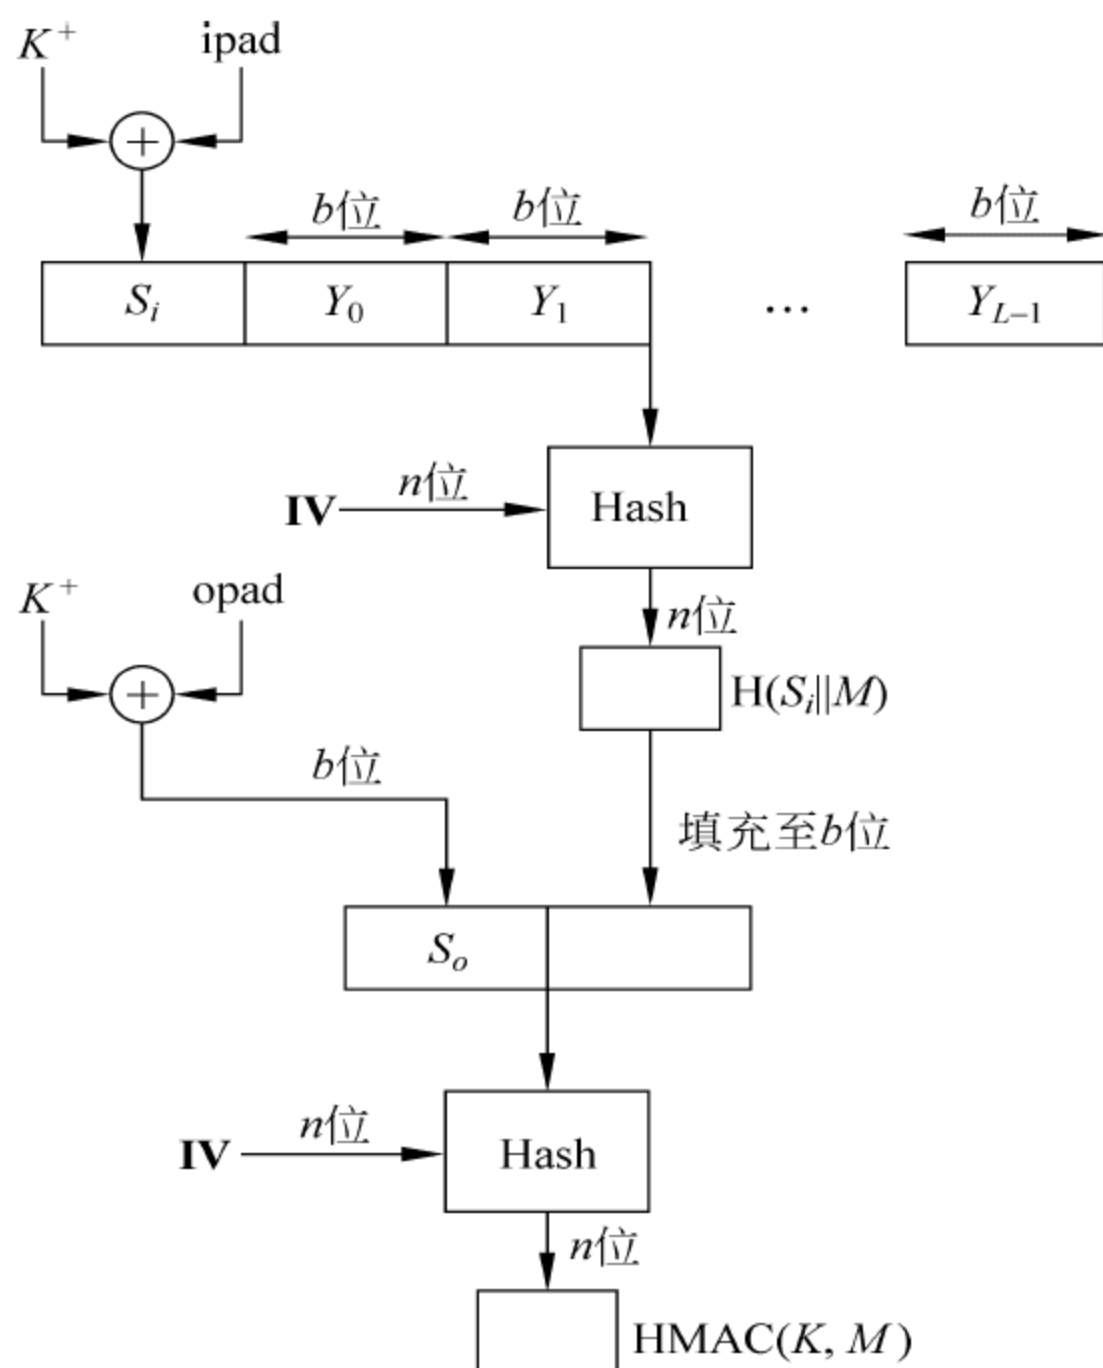 K⁺ ipad
+
b位 b位 b位
Sᵢ Y₀ Y₁ … Y_{L−1}
n位
IV Hash
n位
K⁺ opad
+
H(Sᵢ||M)
b位
填充至b位
Sₒ
n位
IV Hash
n位
HMAC(K, M)